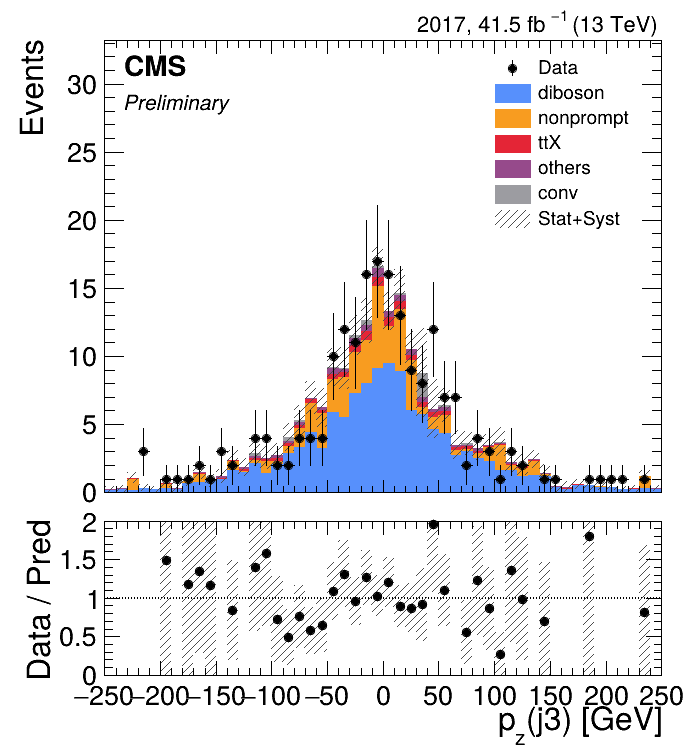 2017, 41.5 fb⁻¹ (13 TeV)
Events
CMS
Preliminary
Data
diboson
nonprompt
ttX
others
conv
Stat+Syst
30
25
20
15
10
5
0
Data / Pred
2
1.5
1
0.5
0
−250 −200 −150 −100 −50 0 50 100 150 200 250
p_z(j3) [GeV]